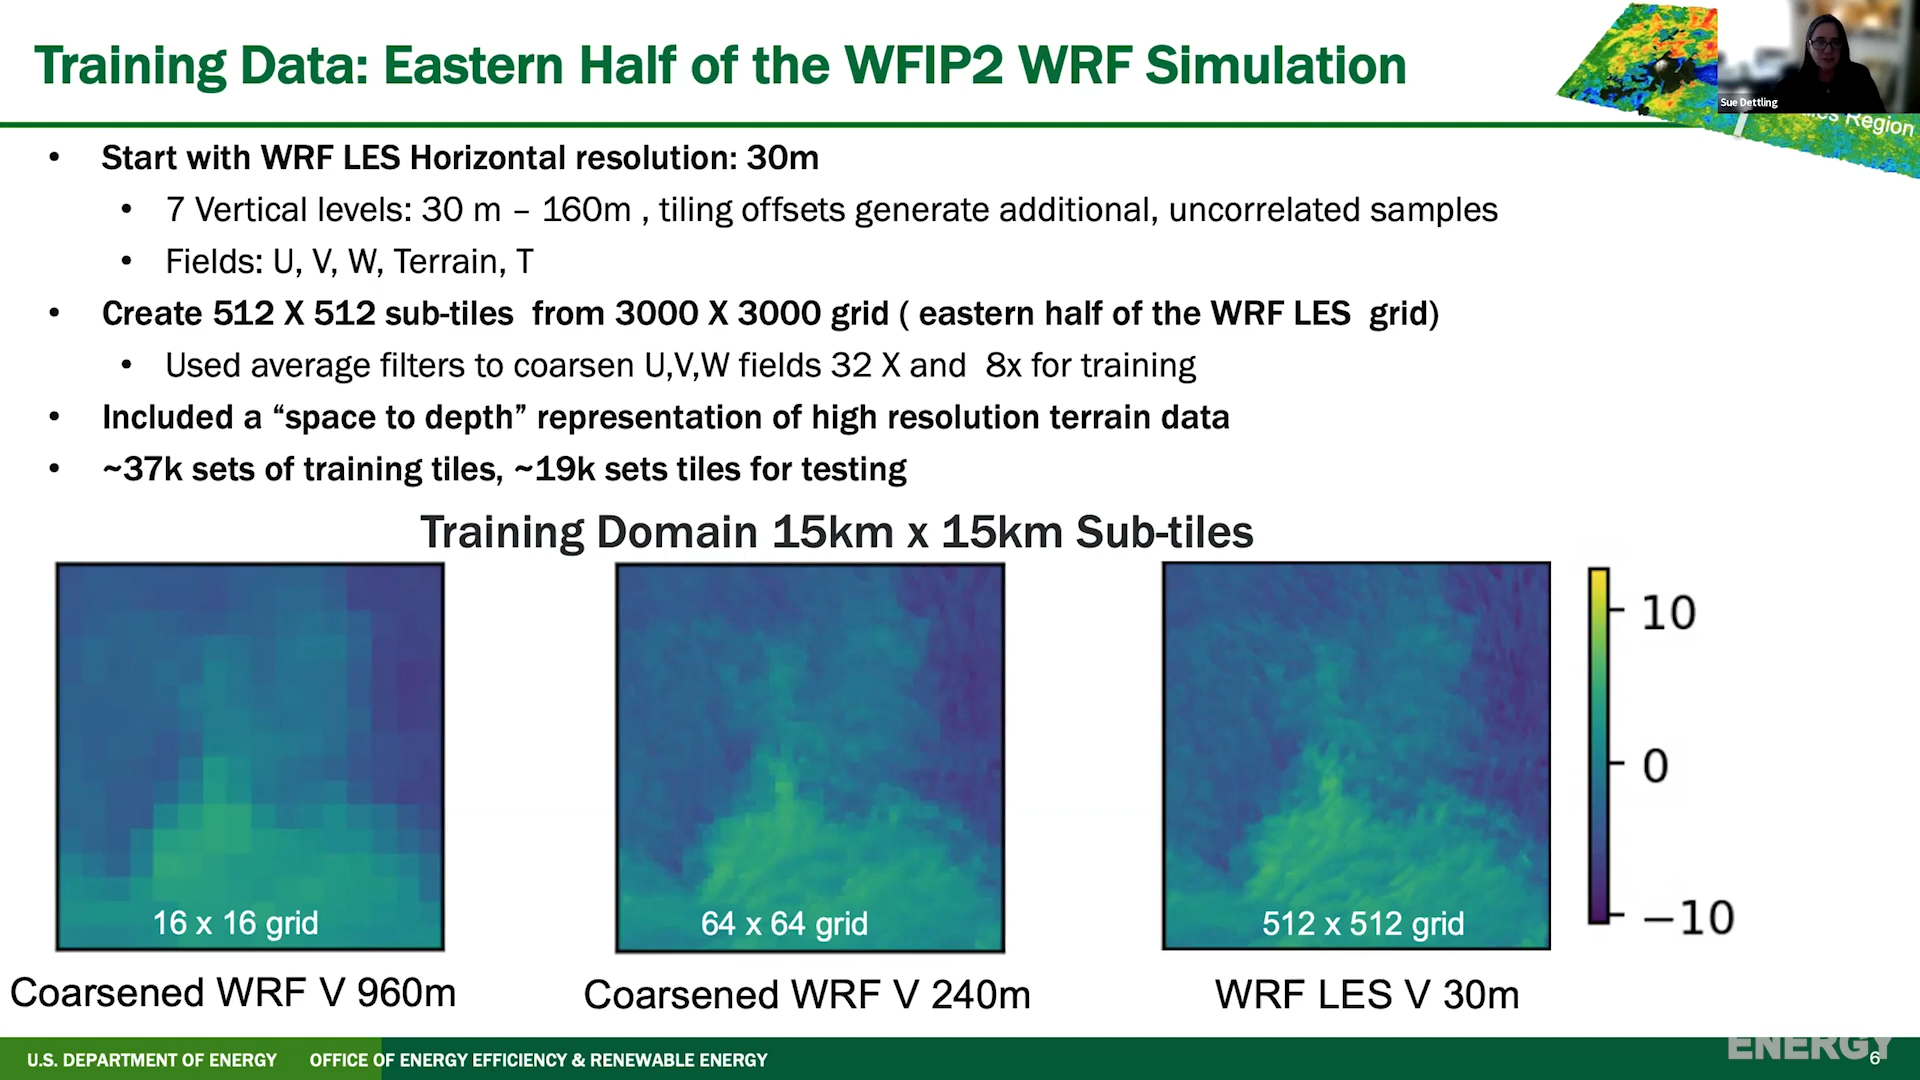 Training Data: Eastern Half of the WFIP2 WRF Simulation
Sue Dettling
Region
• Start with WRF LES Horizontal resolution: 30m
• 7 Vertical levels: 30 m – 160m , tiling offsets generate additional, uncorrelated samples
• Fields: U, V, W, Terrain, T
• Create 512 X 512 sub-tiles from 3000 X 3000 grid ( eastern half of the WRF LES grid)
• Used average filters to coarsen U,V,W fields 32 X and 8x for training
• Included a “space to depth” representation of high resolution terrain data
• ~37k sets of training tiles, ~19k sets tiles for testing
Training Domain 15km x 15km Sub-tiles
16 x 16 grid
64 x 64 grid
512 x 512 grid
10
0
−10
Coarsened WRF V 960m
Coarsened WRF V 240m
WRF LES V 30m
U.S. DEPARTMENT OF ENERGY OFFICE OF ENERGY EFFICIENCY & RENEWABLE ENERGY
ENERGY
6